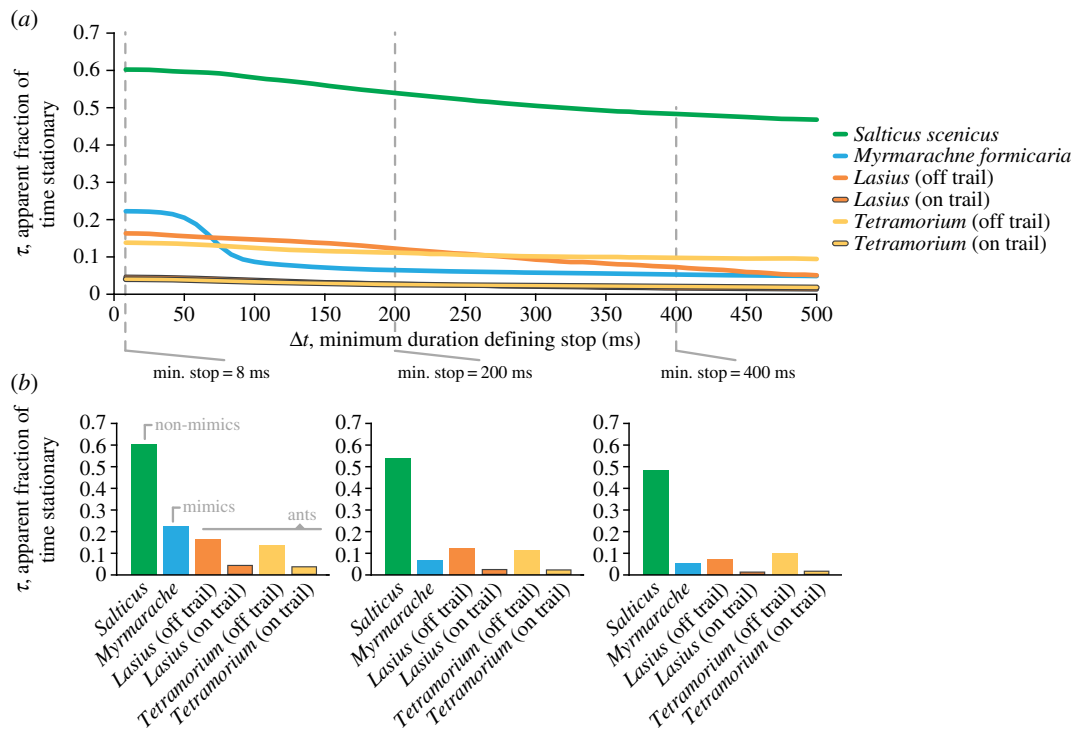 (a)
τ, apparent fraction of
time stationary
0.7
0.6
0.5
0.4
0.3
0.2
0.1
0
0 50 100 150 200 250 300 350 400 450 500
Δt, minimum duration defining stop (ms)
Salticus scenicus
Myrmarachne formicaria
Lasius (off trail)
Lasius (on trail)
Tetramorium (off trail)
Tetramorium (on trail)
min. stop = 8 ms
min. stop = 200 ms
min. stop = 400 ms
(b)
τ, apparent fraction of
time stationary
0.7
0.6
0.5
0.4
0.3
0.2
0.1
0
non-mimics
mimics
ants
Salticus
Myrmarache
Lasius (off trail)
Lasius (on trail)
Tetramorium (off trail)
Tetramorium (on trail)
0.7
0.6
0.5
0.4
0.3
0.2
0.1
0
Salticus
Myrmarache
Lasius (off trail)
Lasius (on trail)
Tetramorium (off trail)
Tetramorium (on trail)
0.7
0.6
0.5
0.4
0.3
0.2
0.1
0
Salticus
Myrmarache
Lasius (off trail)
Lasius (on trail)
Tetramorium (off trail)
Tetramorium (on trail)